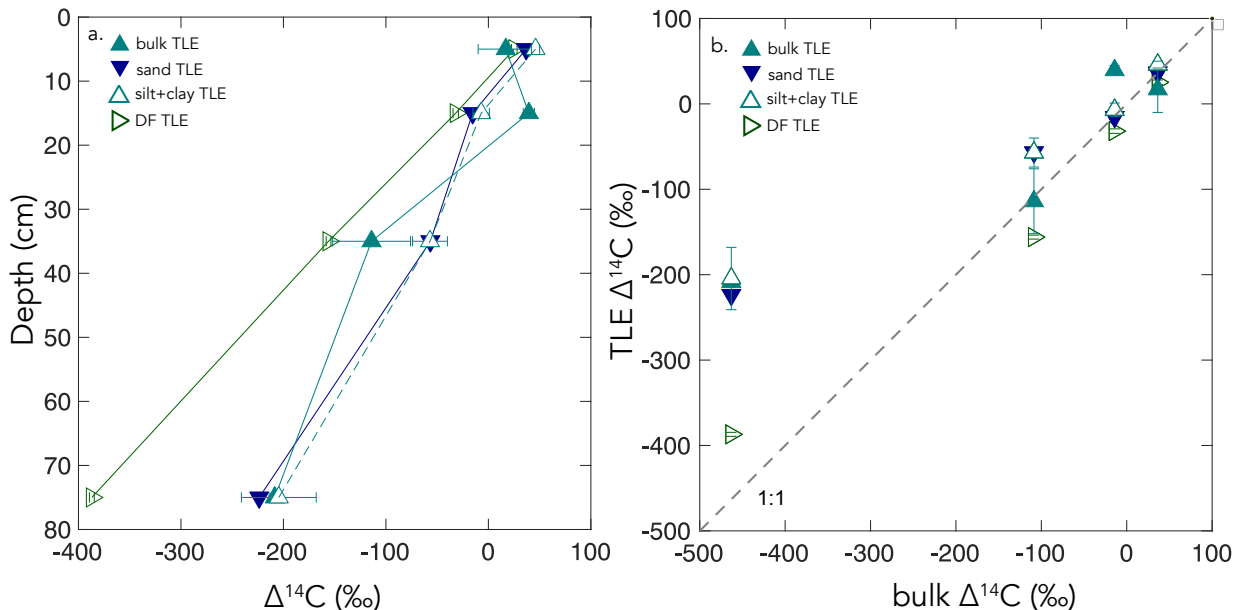 a.
bulk TLE
sand TLE
silt+clay TLE
DF TLE
0
10
20
30
40
50
60
70
80
Depth (cm)
-400
-300
-200
-100
0
100
Δ¹⁴C (‰)
b.
bulk TLE
sand TLE
silt+clay TLE
DF TLE
100
0
-100
-200
-300
-400
-500
TLE Δ¹⁴C (‰)
1:1
-500
-400
-300
-200
-100
0
100
bulk Δ¹⁴C (‰)